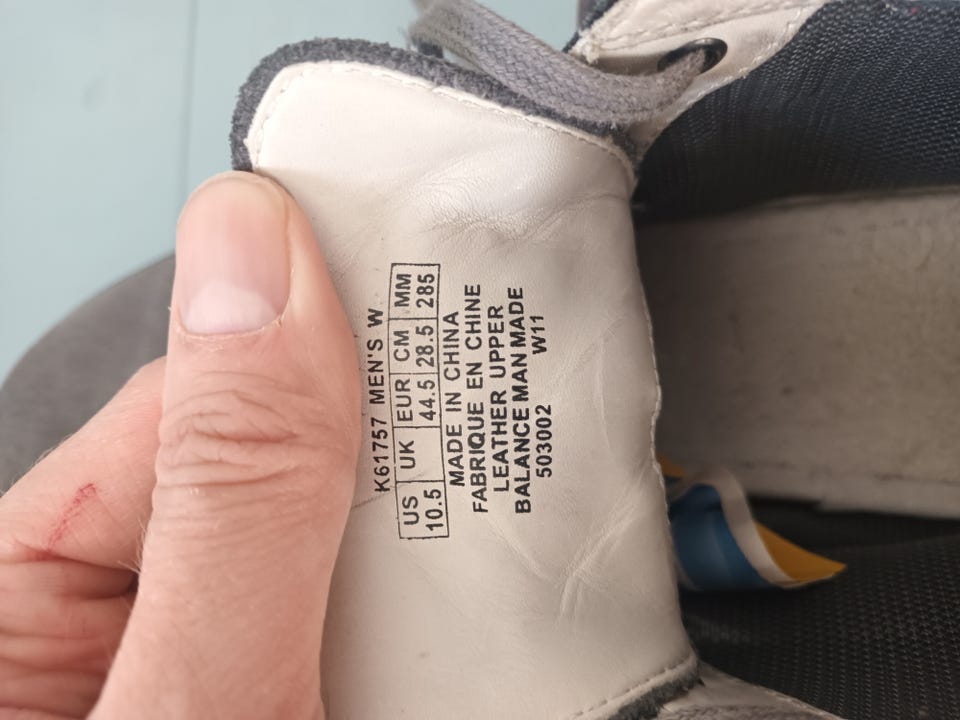 K61757 MEN'S W
US UK EUR CM MM
10.5 44.5 28.5 285
MADE IN CHINA
FABRIQUE EN CHINE
LEATHER UPPER
BALANCE MAN MADE
503002 W11